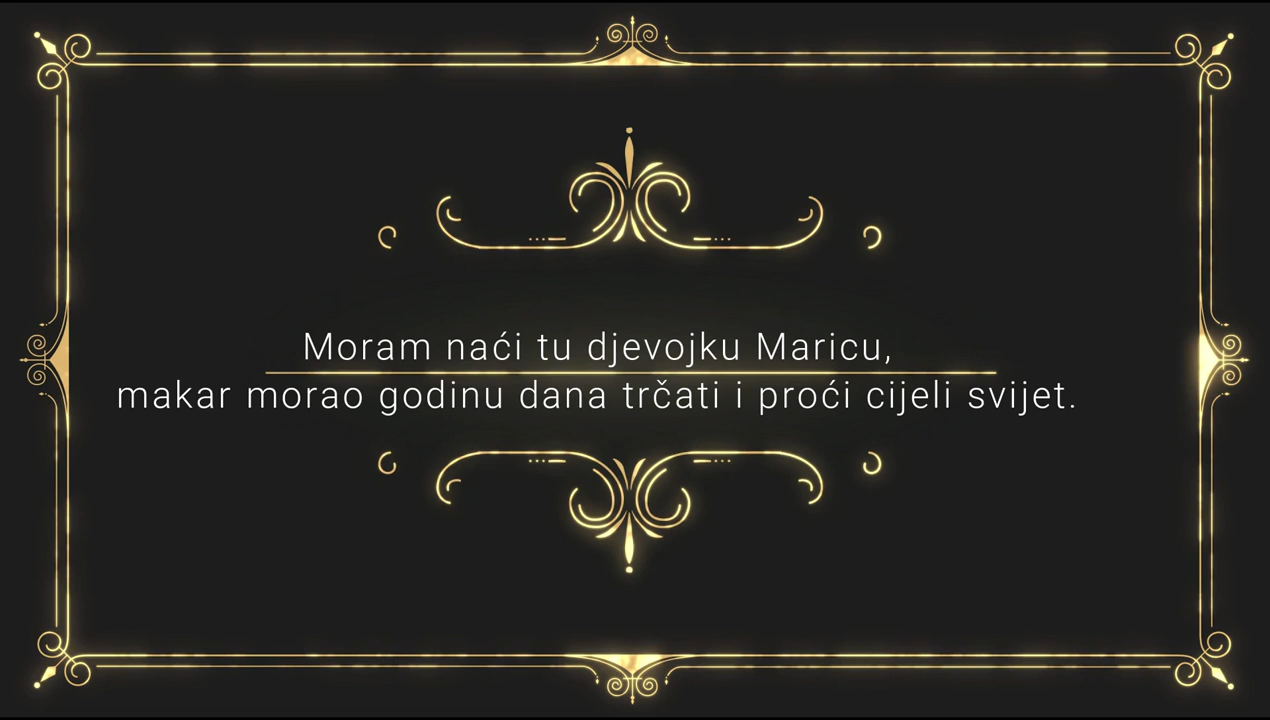 Moram naći tu djevojku Maricu,
makar morao godinu dana trčati i proći cijeli svijet.